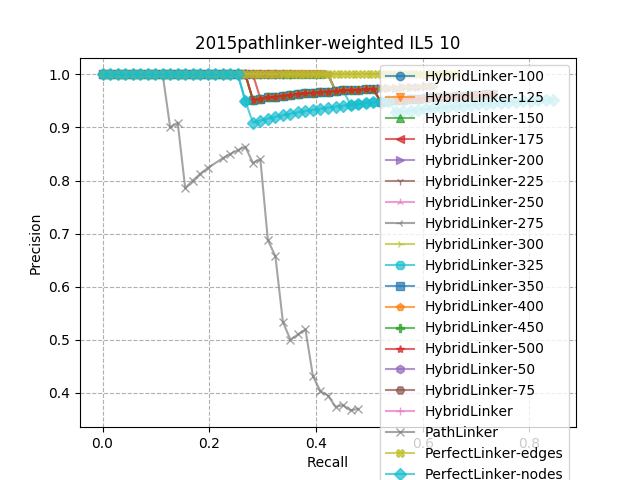 2015pathlinker-weighted IL5 10
Precision
1.0
0.9
0.8
0.7
0.6
0.5
0.4
0.0
0.2
0.4
0.6
0.8
Recall
HybridLinker-100
HybridLinker-125
HybridLinker-150
HybridLinker-175
HybridLinker-200
HybridLinker-225
HybridLinker-250
HybridLinker-275
HybridLinker-300
HybridLinker-325
HybridLinker-350
HybridLinker-400
HybridLinker-450
HybridLinker-500
HybridLinker-50
HybridLinker-75
HybridLinker
PathLinker
PerfectLinker-edges
PerfectLinker-nodes